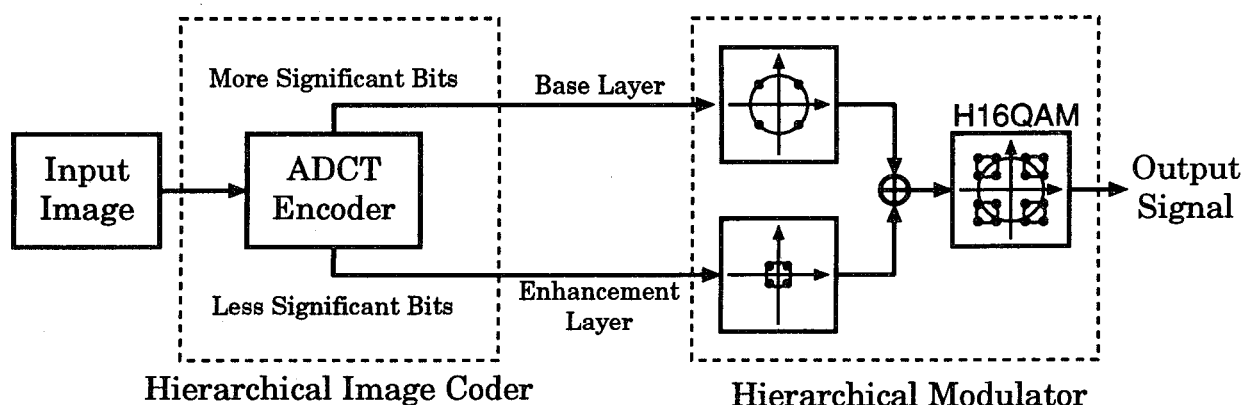 More Significant Bits
Base Layer
H16QAM
Input
Image
ADCT
Encoder
Output
Signal
Less Significant Bits
Enhancement
Layer
Hierarchical Image Coder
Hierarchical Modulator